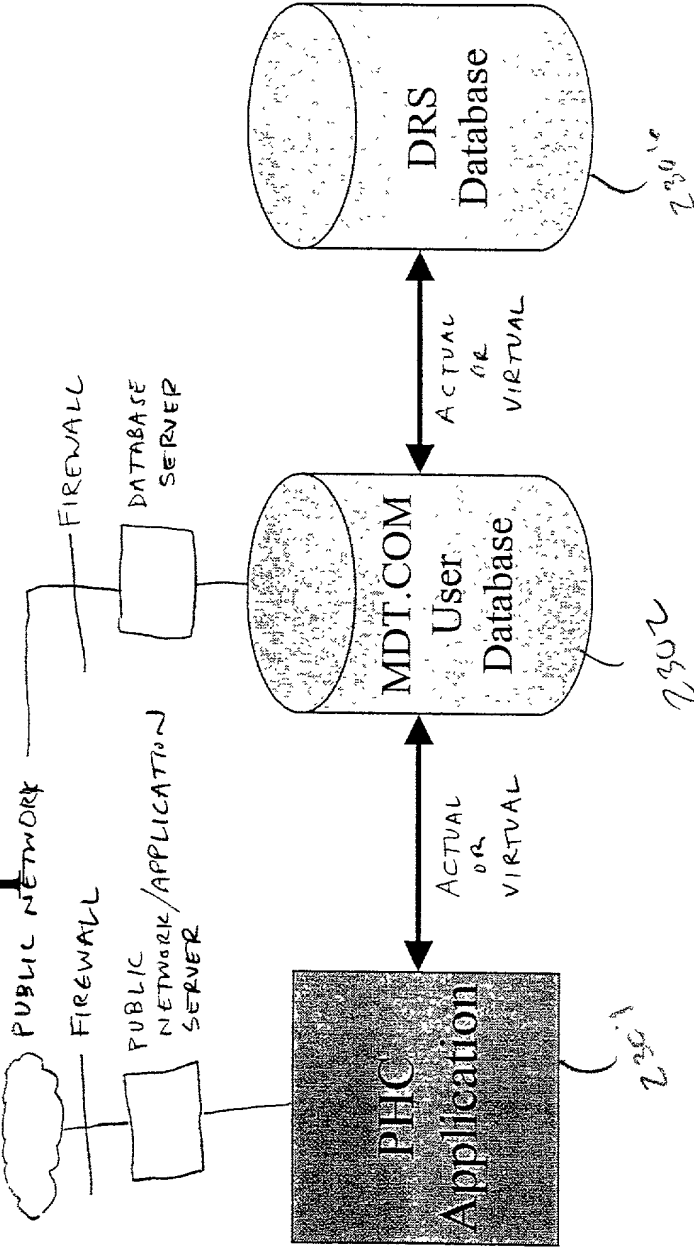 PUBLIC NETWORK
FIREWALL
PUBLIC
NETWORK/APPLICATION
SERVER
FIREWALL
DATABASE
SERVER
PHC
Application
ACTUAL
OR
VIRTUAL
MDT.COM
User
Database
ACTUAL
OR
VIRTUAL
DRS
Database
2302